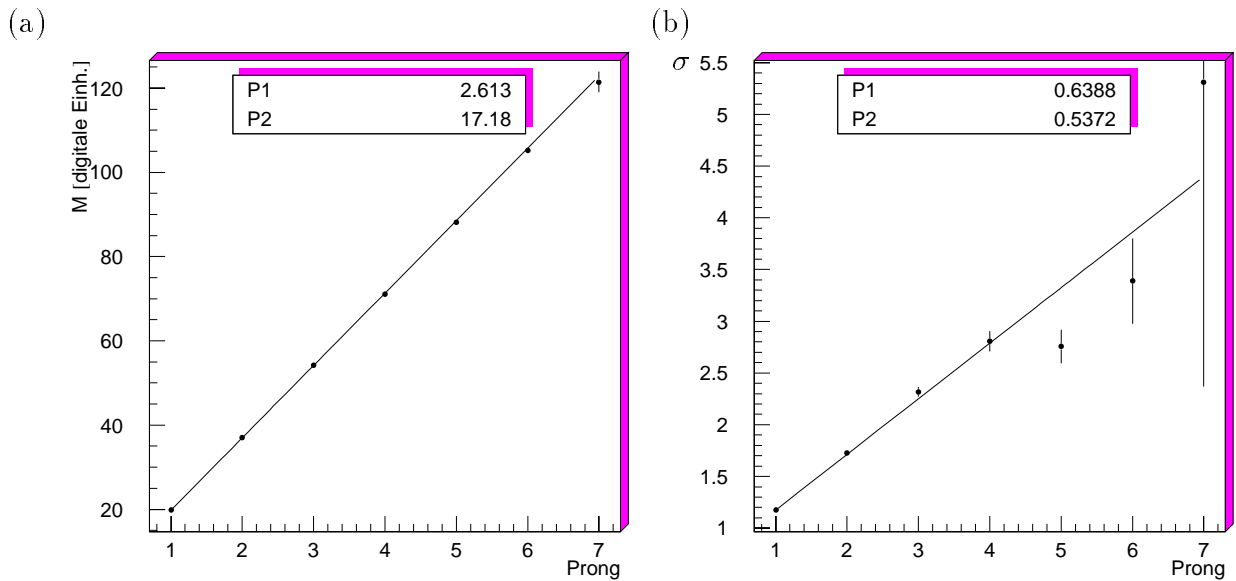 (a)
M [digitale Einh.]
120
100
80
60
40
20
P1 2.613
P2 17.18
1 2 3 4 5 6 7
Prong
(b)
σ
5.5
5
4.5
4
3.5
3
2.5
2
1.5
1
P1 0.6388
P2 0.5372
1 2 3 4 5 6 7
Prong